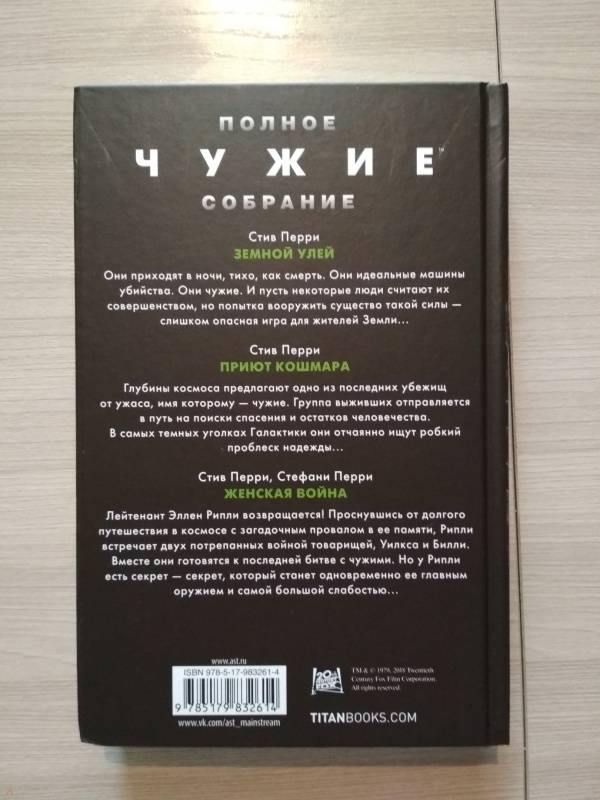 ПОЛНОЕ
ЧУЖИЕ™
СОБРАНИЕ
Стив Перри
ЗЕМНОЙ УЛЕЙ
Они приходят в ночи, тихо, как смерть. Они идеальные машины
убийства. Они чужие. И пусть некоторые люди считают их
совершенством, но попытка вооружить существо такой силы —
слишком опасная игра для жителей Земли...
Стив Перри
ПРИЮТ КОШМАРА
Глубины космоса предлагают одно из последних убежищ
от ужаса, имя которому — чужие. Группа выживших отправляется
в путь на поиски спасения и остатков человечества.
В самых темных уголках Галактики они отчаянно ищут робкий
проблеск надежды...
Стив Перри, Стефани Перри
ЖЕНСКАЯ ВОЙНА
Лейтенант Эллен Рипли возвращается! Проснувшись от долгого
путешествия в космосе с загадочным провалом в ее памяти, Рипли
встречает двух потрепанных войной товарищей, Уилкса и Билли.
Вместе они готовятся к последней битве с чужими. Но у Рипли
есть секрет — секрет, который станет одновременно ее главным
оружием и самой большой слабостью...
www.ast.ru
ISBN 978-5-17-983261-4
9 785179 832614
www.vk.com/ast_mainstream
20th CENTURY FOX
TM & © 1979, 2018 Twentieth
Century Fox Film Corporation.
All rights reserved.
TITANBOOKS.COM